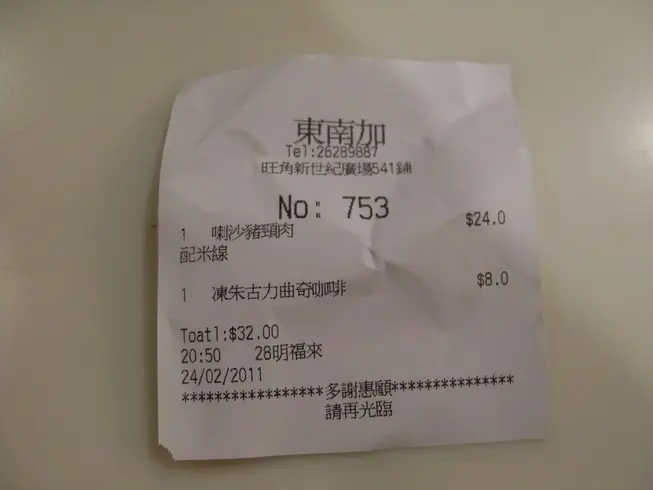 東南加
Tel:26289887
旺角新世紀廣場541鋪
No: 753
1 喇沙豬頸肉 $24.0
配米線
1 凍朱古力曲奇咖啡 $8.0
Toatl:$32.00
20:50 28明福來
24/02/2011
*****************多謝惠顧***************
請再光臨